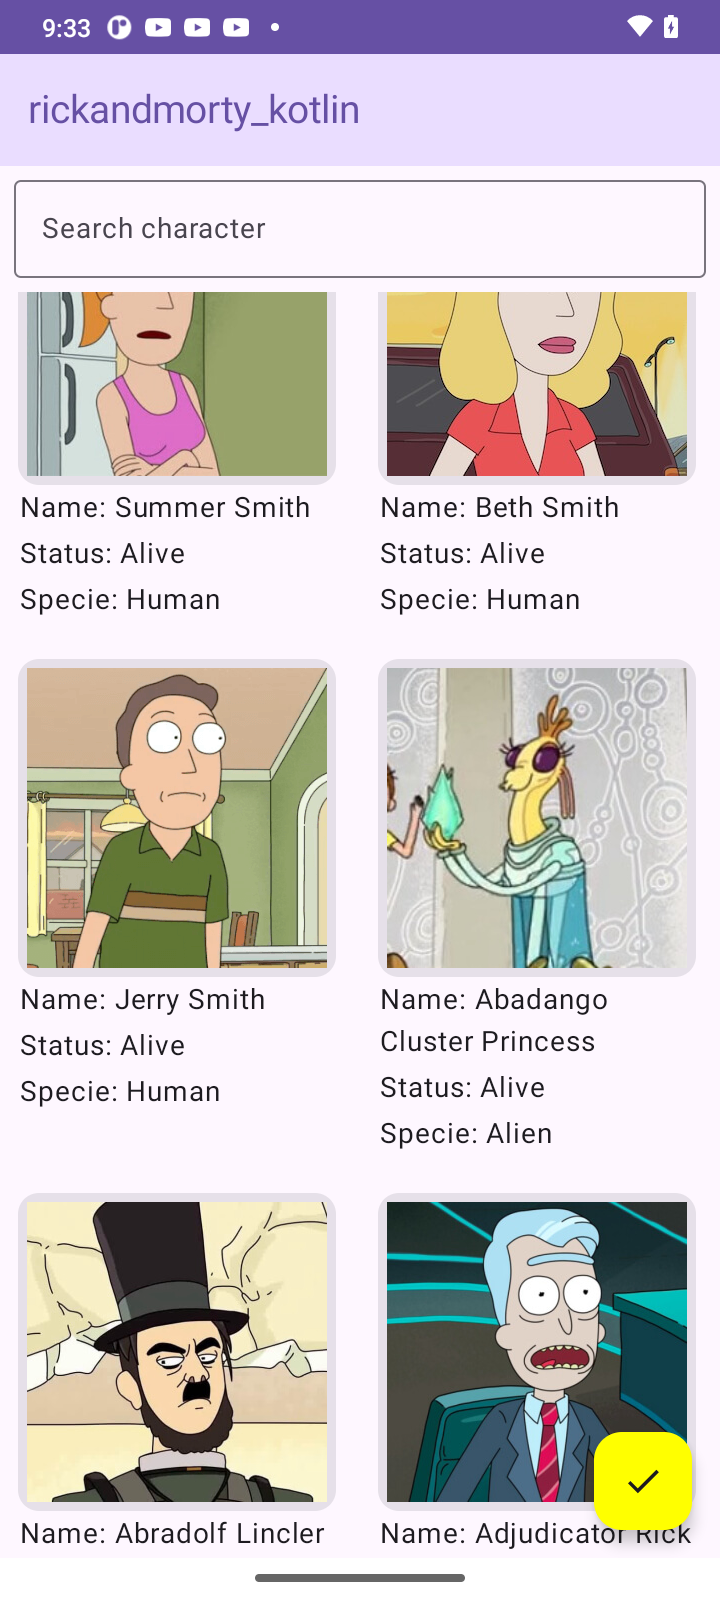 9:33
rickandmorty_kotlin
Search character
Name: Summer Smith
Status: Alive
Specie: Human
Name: Beth Smith
Status: Alive
Specie: Human
Name: Jerry Smith
Status: Alive
Specie: Human
Name: Abadango
Cluster Princess
Status: Alive
Specie: Alien
Name: Abradolf Lincler
Name: Adjudicator Rick